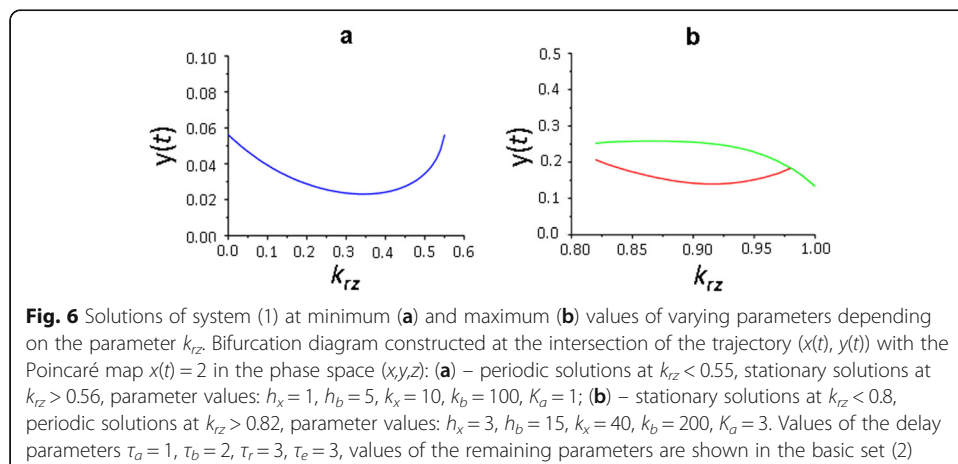 a
b
0.10
0.08
0.06
0.04
0.02
0.00
y(t)
0.0 0.1 0.2 0.3 0.4 0.5 0.6
k_rz
0.5
0.4
0.3
0.2
0.1
0.0
y(t)
0.80 0.85 0.90 0.95 1.00
k_rz
Fig. 6 Solutions of system (1) at minimum (a) and maximum (b) values of varying parameters depending
on the parameter k_rz. Bifurcation diagram constructed at the intersection of the trajectory (x(t), y(t)) with the
Poincaré map x(t) = 2 in the phase space (x,y,z): (a) – periodic solutions at k_rz < 0.55, stationary solutions at
k_rz > 0.56, parameter values: h_x = 1, h_b = 5, k_x = 10, k_b = 100, K_a = 1; (b) – stationary solutions at k_rz < 0.8,
periodic solutions at k_rz > 0.82, parameter values: h_x = 3, h_b = 15, k_x = 40, k_b = 200, K_a = 3. Values of the delay
parameters τ_a = 1, τ_b = 2, τ_r = 3, τ_e = 3, values of the remaining parameters are shown in the basic set (2)